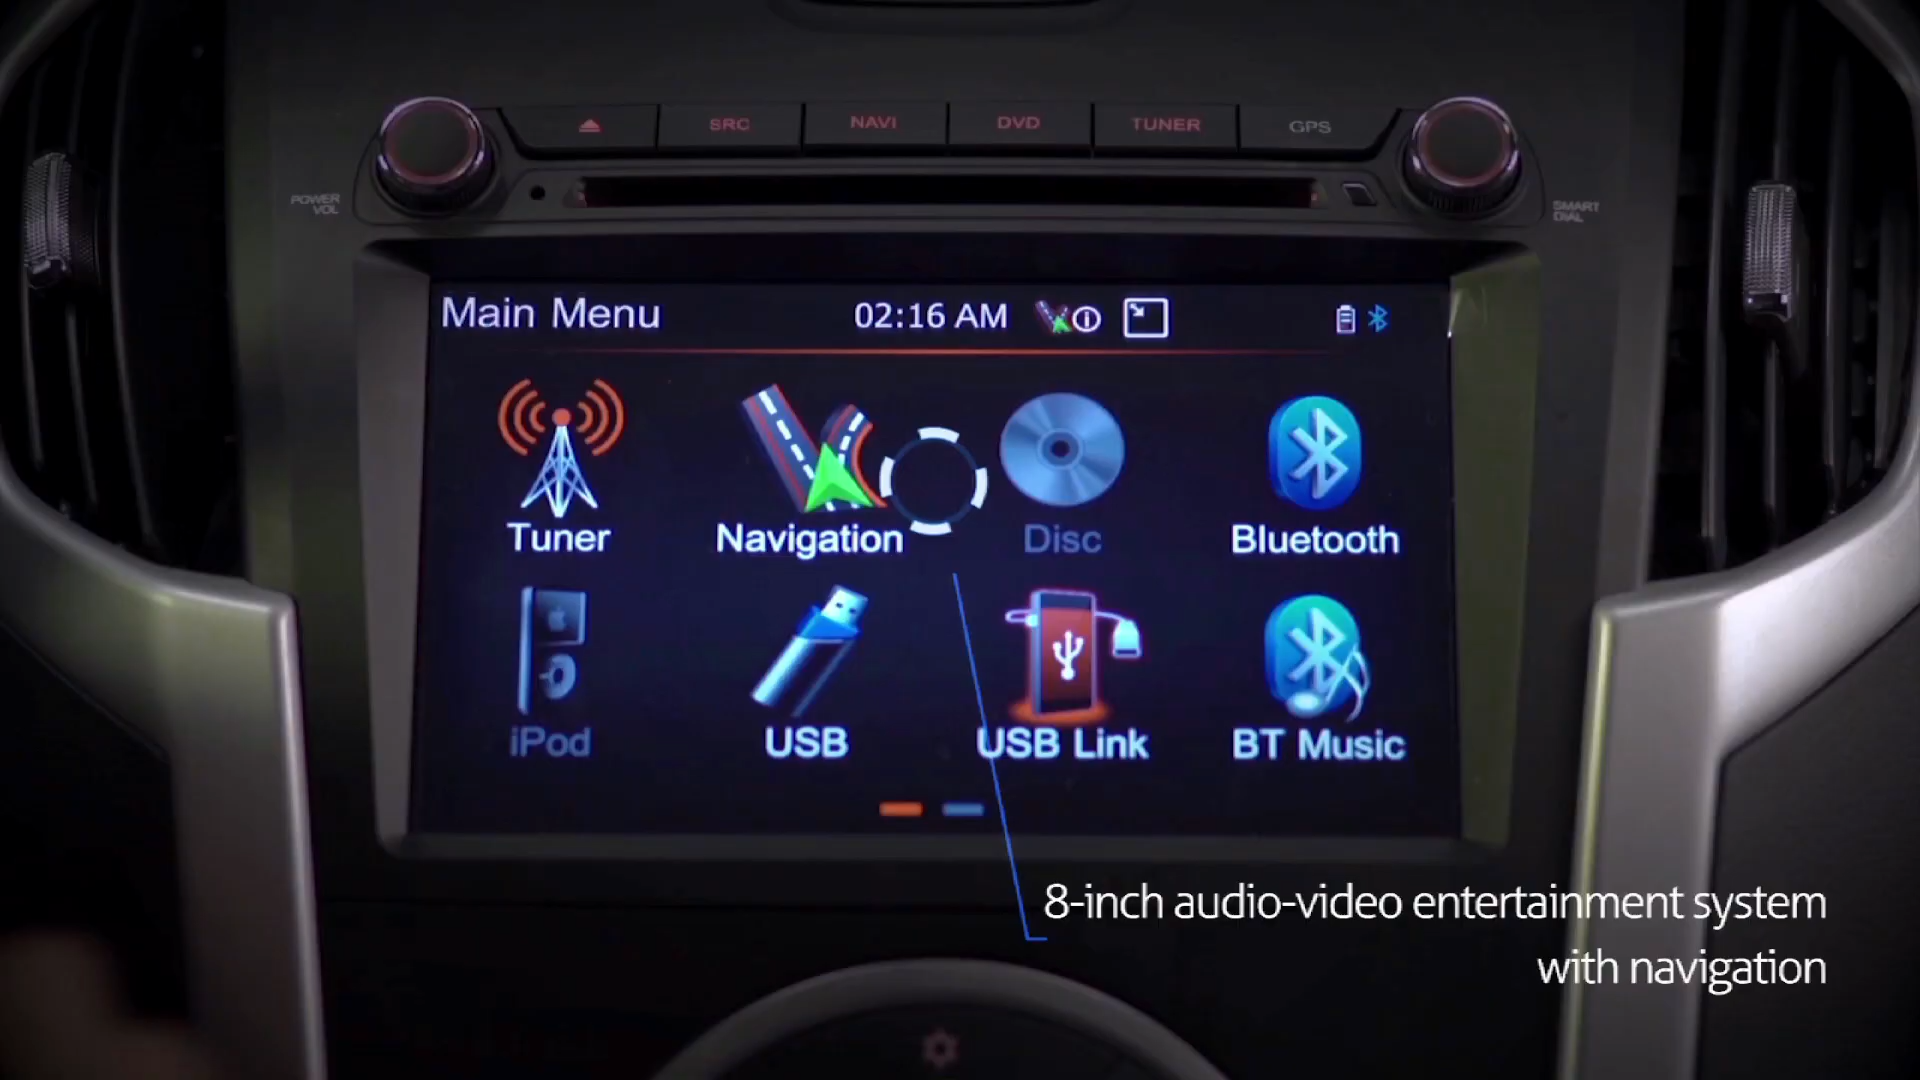 SRC NAVI DVD TUNER GPS
POWER
VOL
SMART
DIAL
Main Menu 02:16 AM
Tuner Navigation Disc Bluetooth
iPod USB USB Link BT Music
8-inch audio-video entertainment system
with navigation